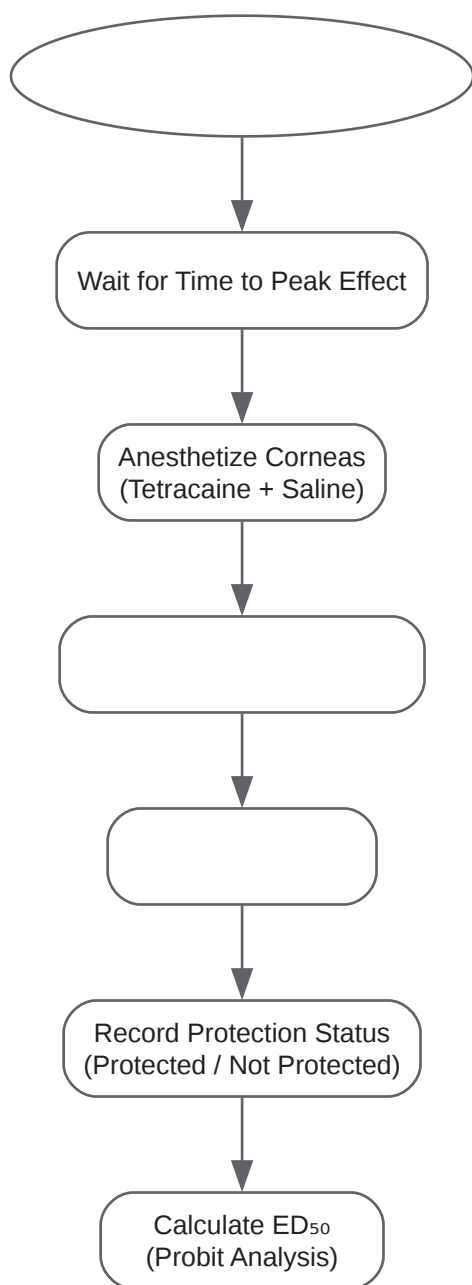 Wait for Time to Peak Effect
Anesthetize Corneas
(Tetracaine + Saline)
Record Protection Status
(Protected / Not Protected)
Calculate ED₅₀
(Probit Analysis)